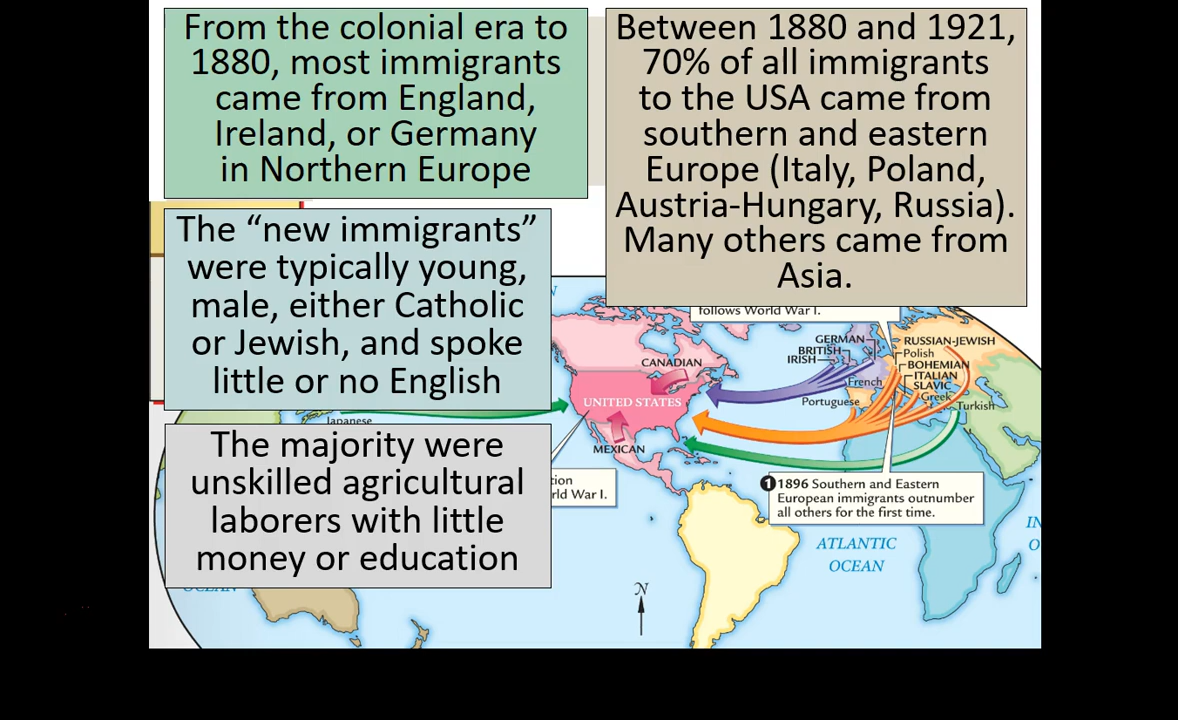 From the colonial era to
1880, most immigrants
came from England,
Ireland, or Germany
in Northern Europe
Between 1880 and 1921,
70% of all immigrants
to the USA came from
southern and eastern
Europe (Italy, Poland,
Austria-Hungary, Russia).
Many others came from
Asia.
The “new immigrants”
were typically young,
male, either Catholic
or Jewish, and spoke
little or no English
The majority were
unskilled agricultural
laborers with little
money or education
follows World War I.
GERMAN
BRITISH
IRISH
French
Portuguese
RUSSIAN-JEWISH
Polish
BOHEMIAN
ITALIAN
SLAVIC
Greek
Turkish
CANADIAN
UNITED STATES
MEXICAN
Japanese
rld War I.
1 1896 Southern and Eastern
European immigrants outnumber
all others for the first time.
ATLANTIC
OCEAN
N